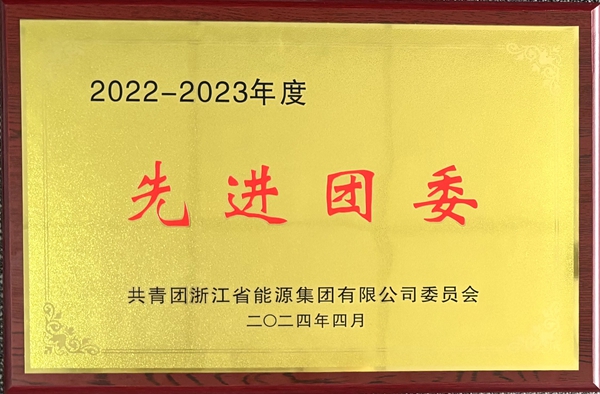 2022-2023年度
先进团委
共青团浙江省能源集团有限公司委员会
二〇二四年四月